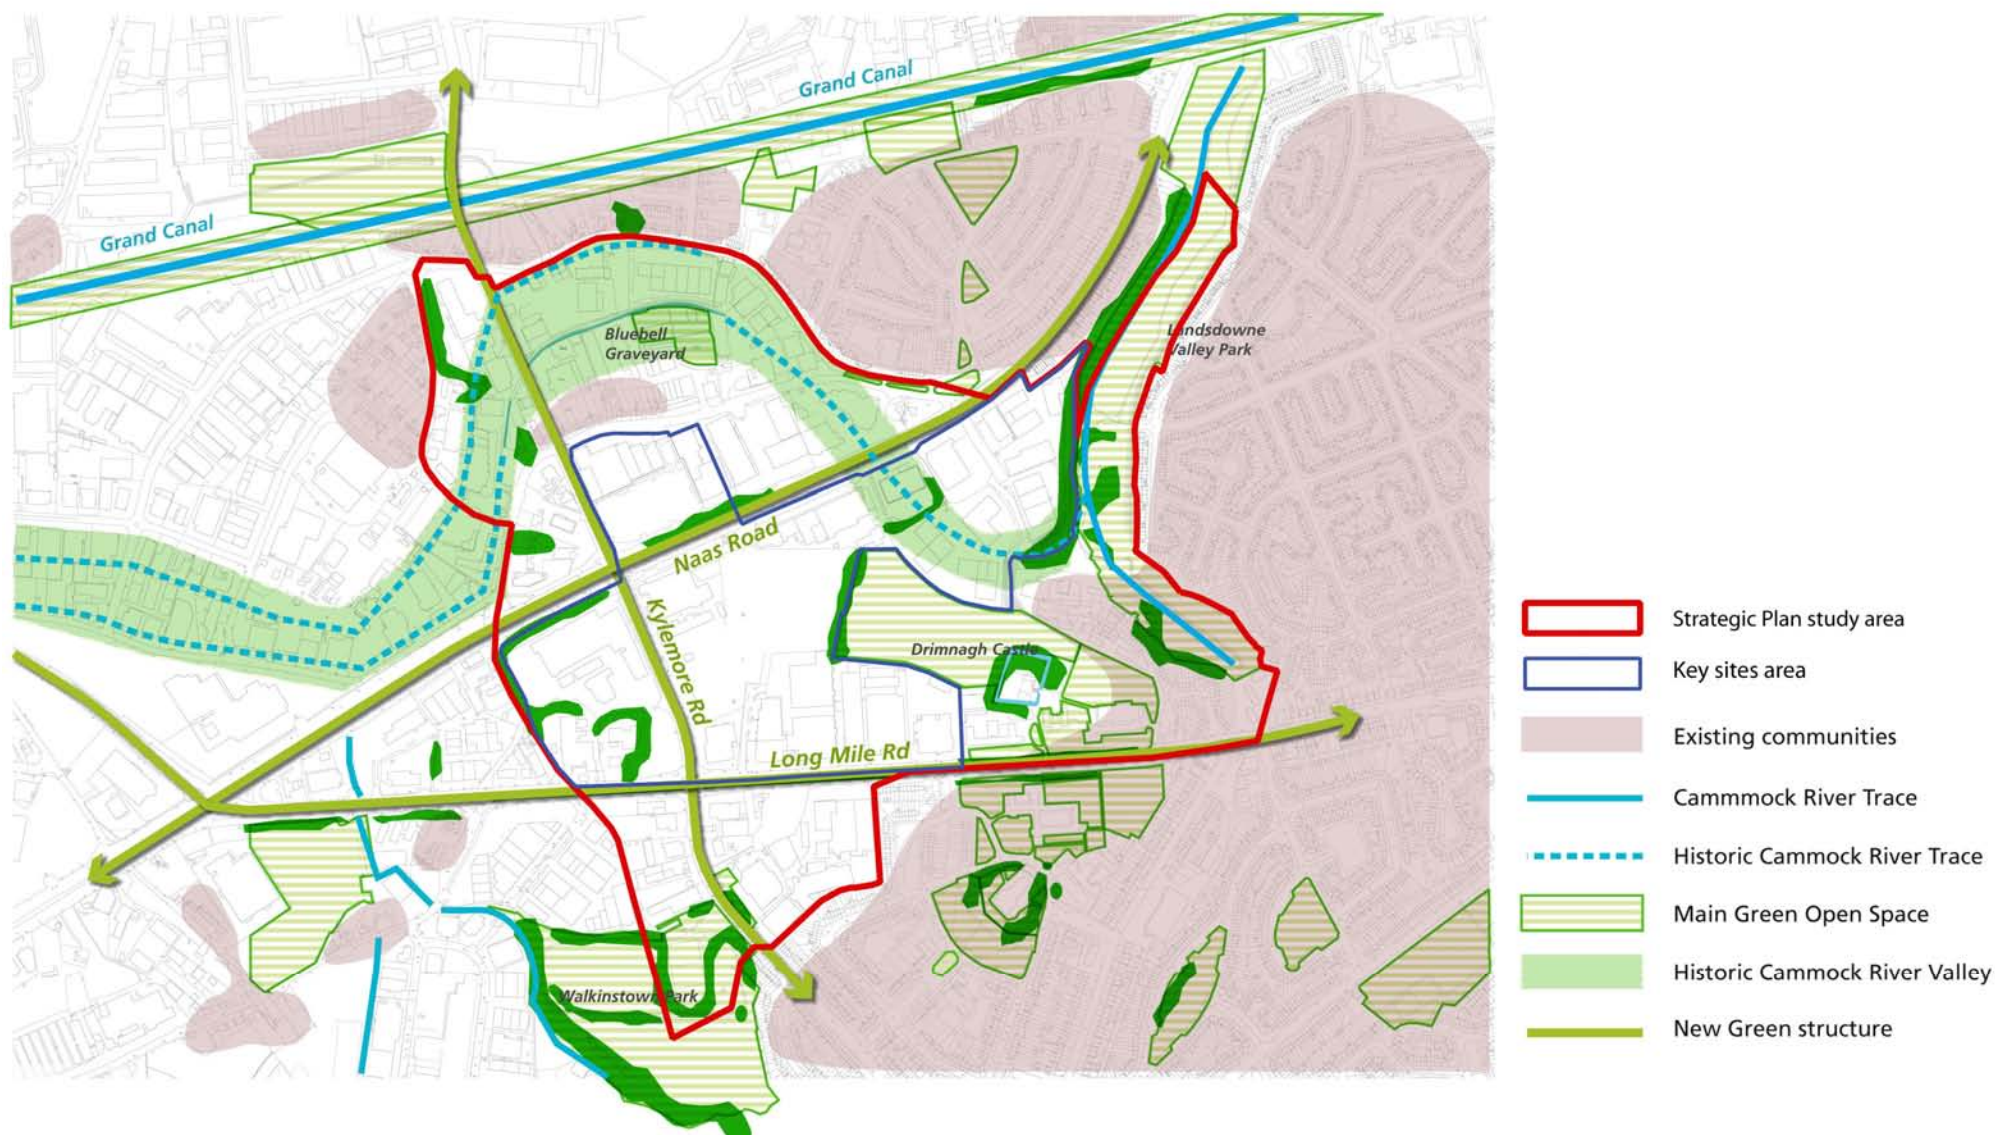 Grand Canal
Grand Canal
Bluebell
Graveyard
Landsdowne
Valley Park
Naas Road
Kylemore Rd
Drimnagh Castle
Long Mile Rd
Walkinstown Park
Strategic Plan study area
Key sites area
Existing communities
Cammmock River Trace
Historic Cammock River Trace
Main Green Open Space
Historic Cammock River Valley
New Green structure